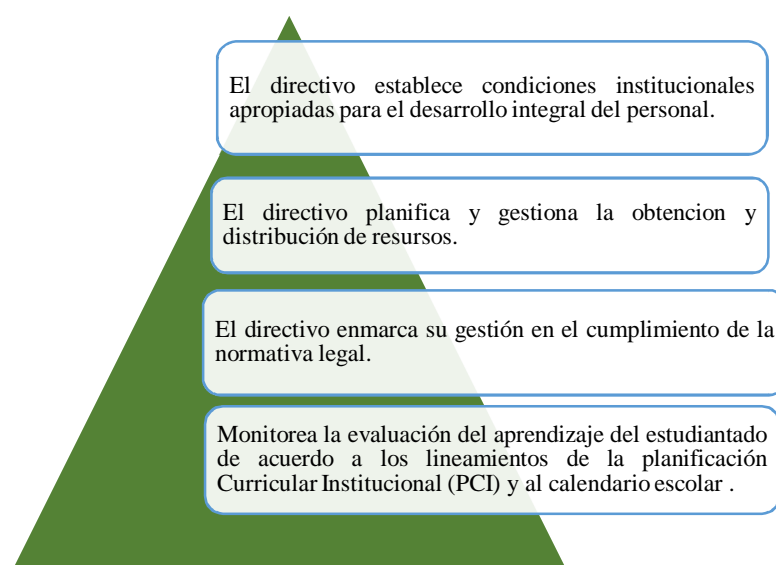 El directivo establece condiciones institucionales
apropiadas para el desarrollo integral del personal.
El directivo planifica y gestiona la obtencion y
distribución de resursos.
El directivo enmarca su gestión en el cumplimiento de la
normativa legal.
Monitorea la evaluación del aprendizaje del estudiantado
de acuerdo a los lineamientos de la planificación
Curricular Institucional (PCI) y al calendario escolar .